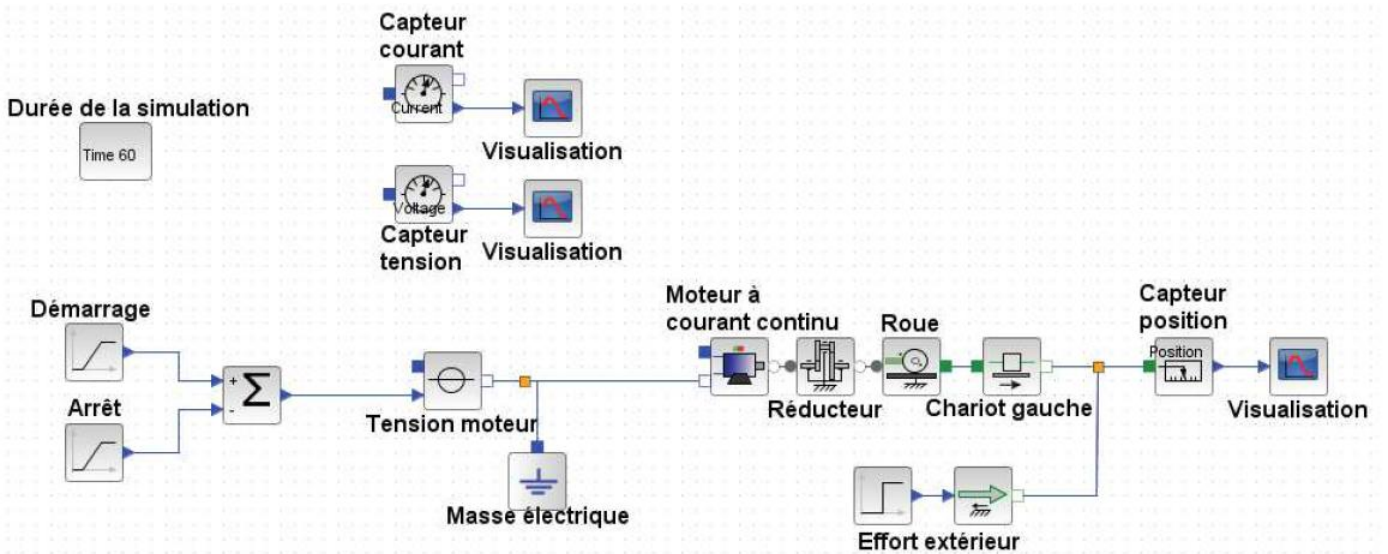 Capteur
courant
Current
Visualisation
Durée de la simulation
Time 60
Voltage
Capteur
tension
Visualisation
Démarrage
+
Σ
-
Arrêt
Tension moteur
Masse électrique
Moteur à
courant continu
Réducteur
Roue
Chariot gauche
Capteur
position
Position
Visualisation
Effort extérieur